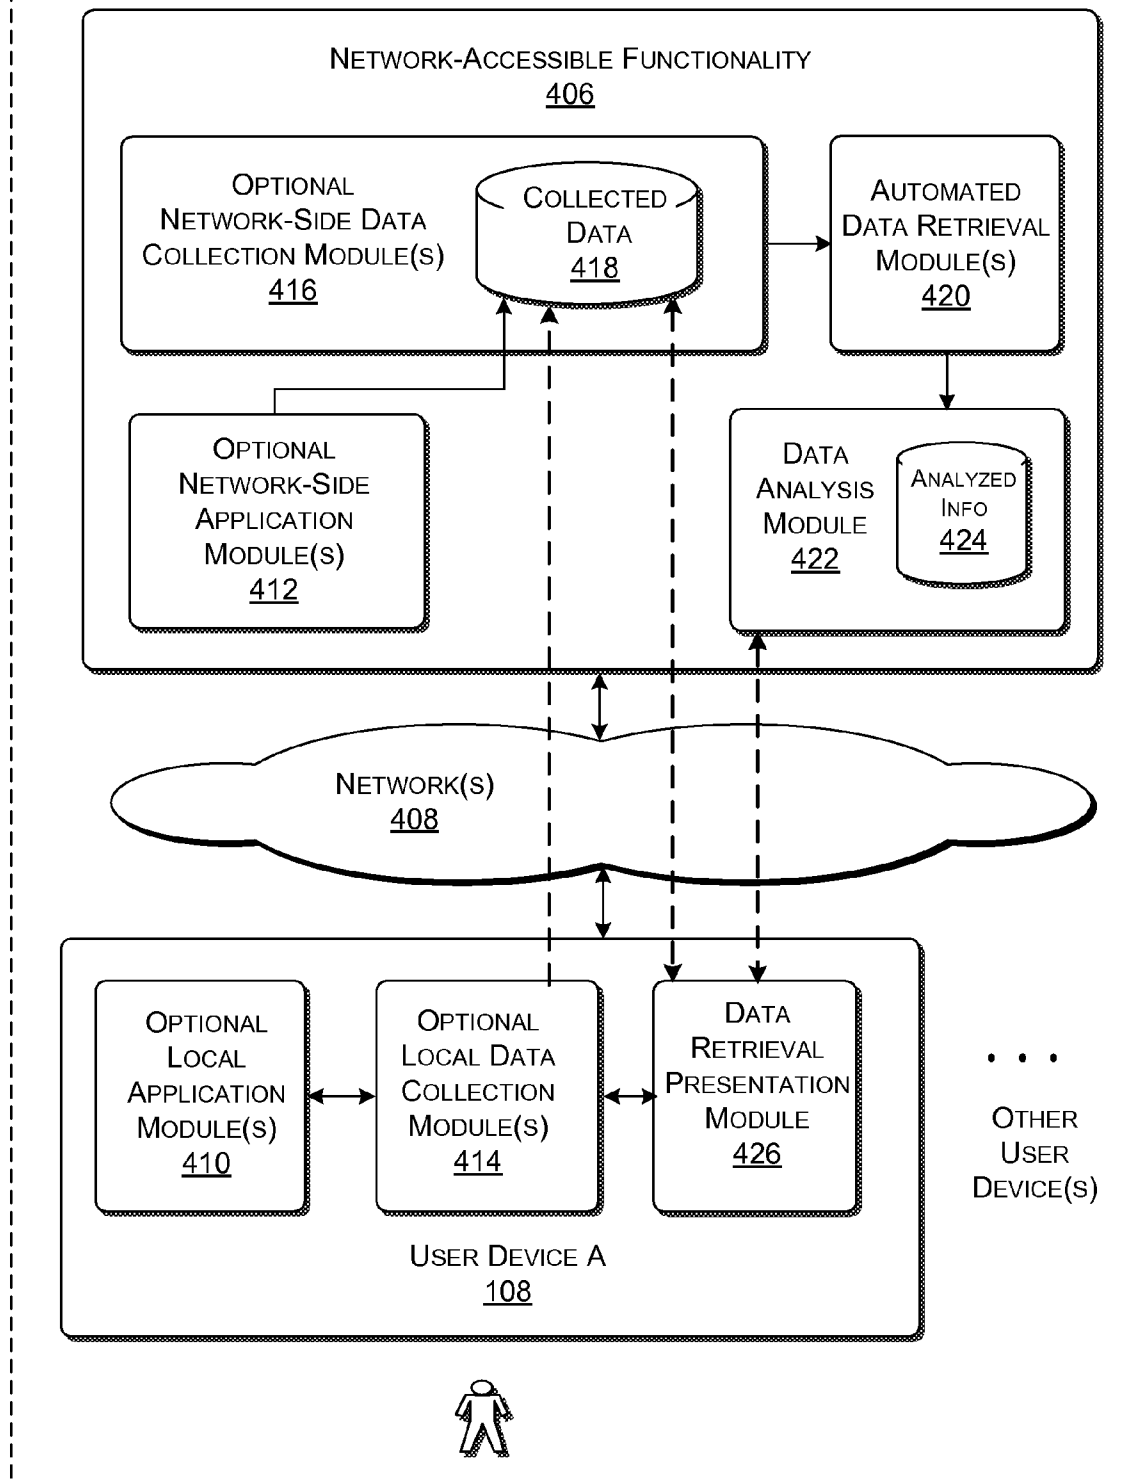 NETWORK-ACCESSIBLE FUNCTIONALITY
406
OPTIONAL
NETWORK-SIDE DATA
COLLECTION MODULE(S)
416
COLLECTED
DATA
418
AUTOMATED
DATA RETRIEVAL
MODULE(S)
420
OPTIONAL
NETWORK-SIDE
APPLICATION
MODULE(S)
412
DATA
ANALYSIS
MODULE
422
ANALYZED
INFO
424
NETWORK(S)
408
OPTIONAL
LOCAL
APPLICATION
MODULE(S)
410
OPTIONAL
LOCAL DATA
COLLECTION
MODULE(S)
414
DATA
RETRIEVAL
PRESENTATION
MODULE
426
. . .
OTHER
USER
DEVICE(S)
USER DEVICE A
108